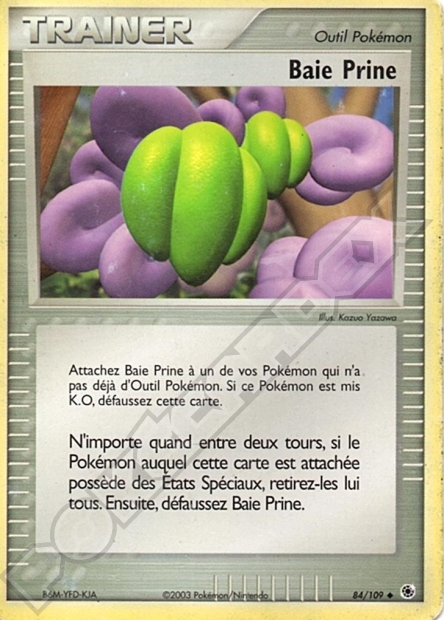 TRAINER
Outil Pokémon
Baie Prine
Illus. Kazuo Yazawa
Attachez Baie Prine à un de vos Pokémon qui n'a
pas déjà d'Outil Pokémon. Si ce Pokémon est mis
K.O, défaussez cette carte.
N'importe quand entre deux tours, si le
Pokémon auquel cette carte est attachée
possède des Etats Spéciaux, retirez-les lui
tous. Ensuite, défaussez Baie Prine.
B6M-YFD-KJA
©2003 Pokémon/Nintendo
84/109